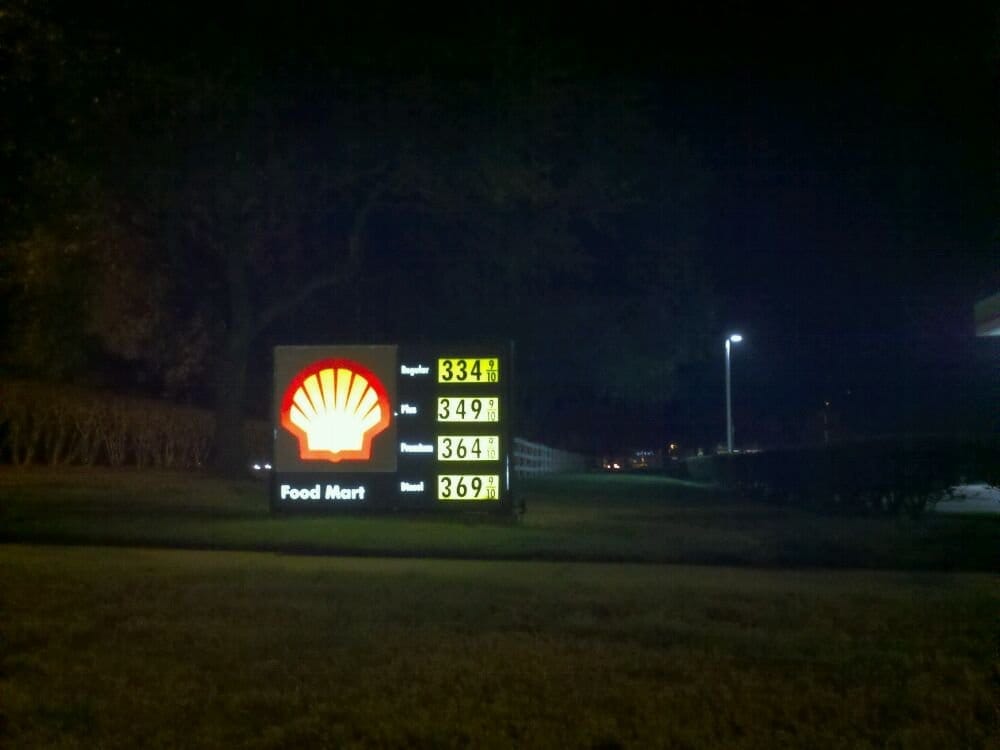 Regular 334 9/10
Plus 349 9/10
Premium 364 9/10
Diesel 369 9/10
Food Mart